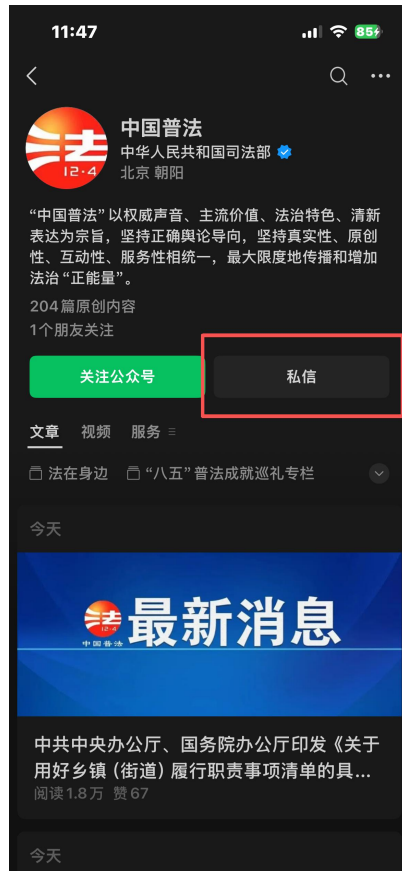 11:47
85
法
12·4
中国普法
中华人民共和国司法部
北京 朝阳
“中国普法”以权威声音、主流价值、法治特色、清新
表达为宗旨，坚持正确舆论导向，坚持真实性、原创
性、互动性、服务性相统一，最大限度地传播和增加
法治“正能量”。
204篇原创内容
1个朋友关注
关注公众号
私信
文章 视频 服务
法在身边 “八五”普法成就巡礼专栏
今天
法
12·4
中国普法
最新消息
中共中央办公厅、国务院办公厅印发《关于
用好乡镇（街道）履行职责事项清单的具...
阅读1.8万 赞67
今天